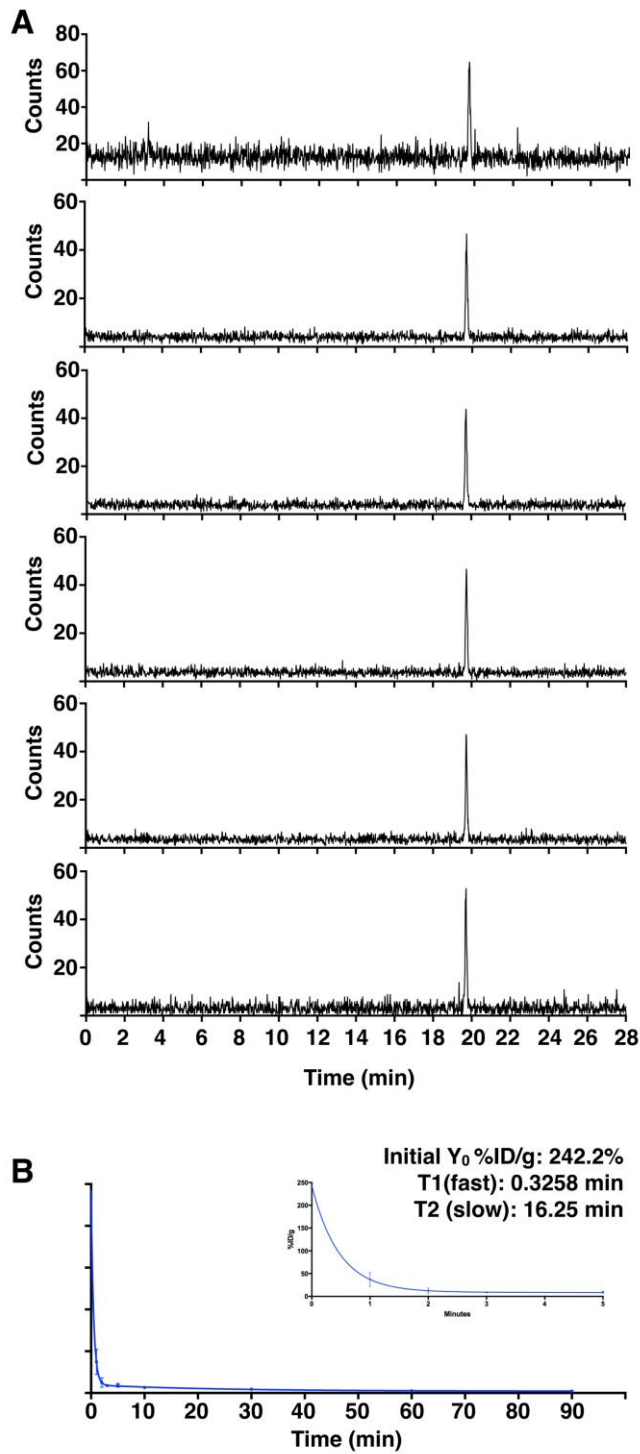 A
80
60
40
20
Counts
60
40
20
Counts
60
40
20
Counts
60
40
20
Counts
60
40
20
Counts
60
40
20
Counts
0 2 4 6 8 10 12 14 16 18 20 22 24 26 28
Time (min)
B
Initial Y₀ %ID/g: 242.2%
T1(fast): 0.3258 min
T2 (slow): 16.25 min
250
200
150
100
50
0
%ID/g
0 1 2 3 4 5
Minutes
0 10 20 30 40 50 60 70 80 90
Time (min)